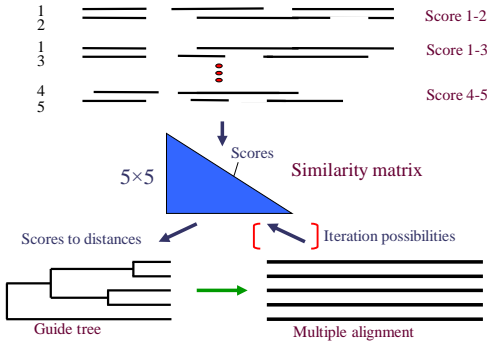 1
2
Score 1-2
1
3
Score 1-3
4
5
Score 4-5
Scores
5×5
Similarity matrix
Scores to distances
Iteration possibilities
Guide tree
Multiple alignment